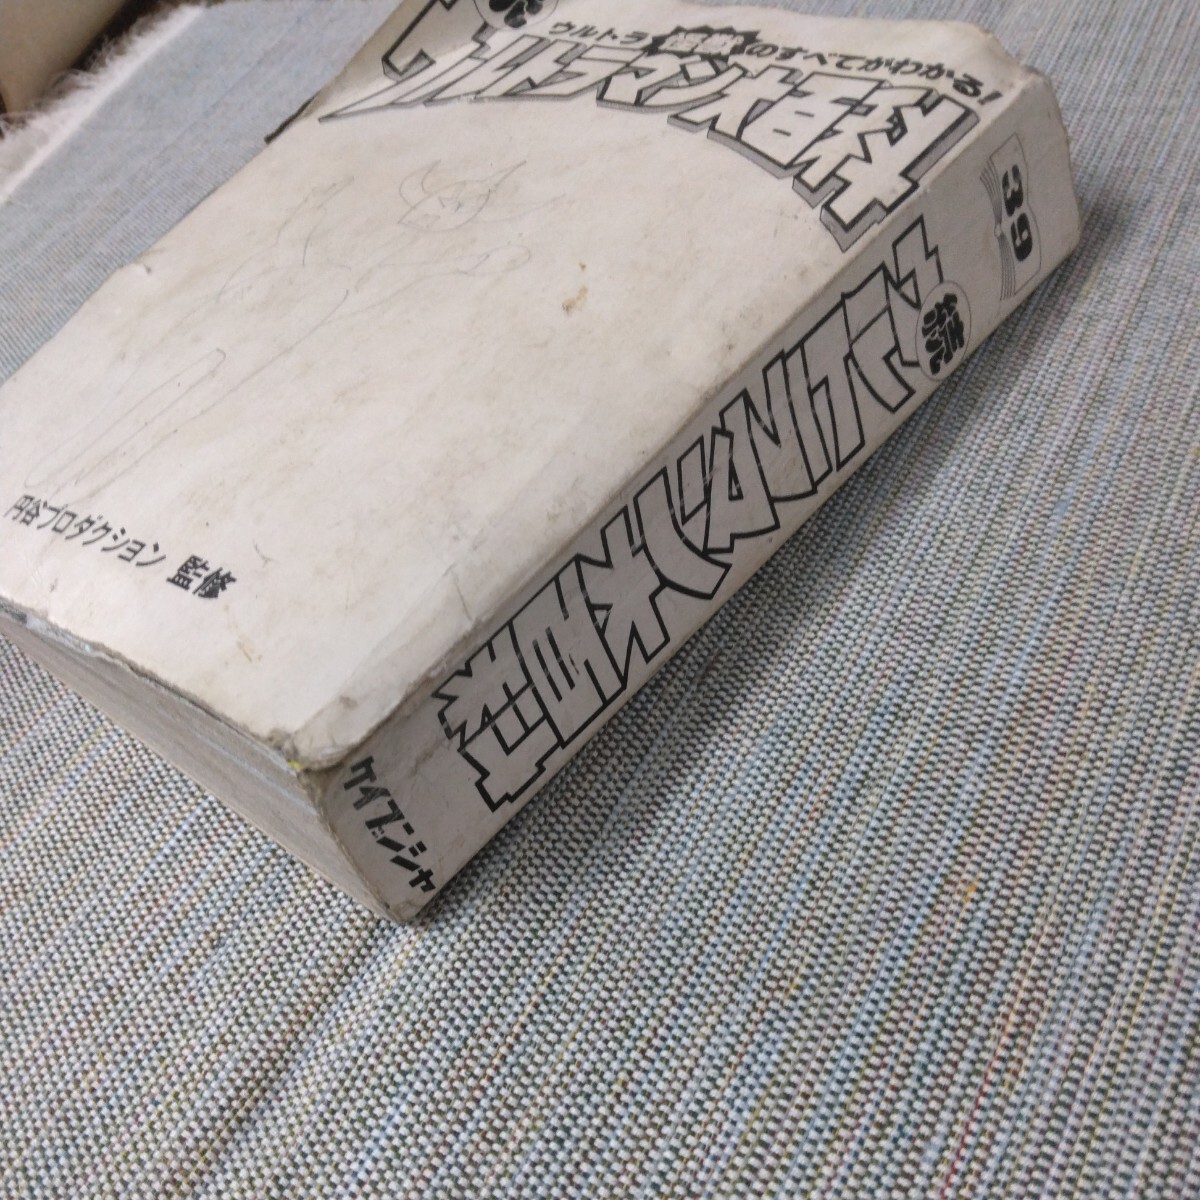 ウルトラ怪獣のすべてがわかる!
ウルトラマン大百科
円谷プロダクション 監修
39
続
ウルトラマン大百科
ケイブンシャ